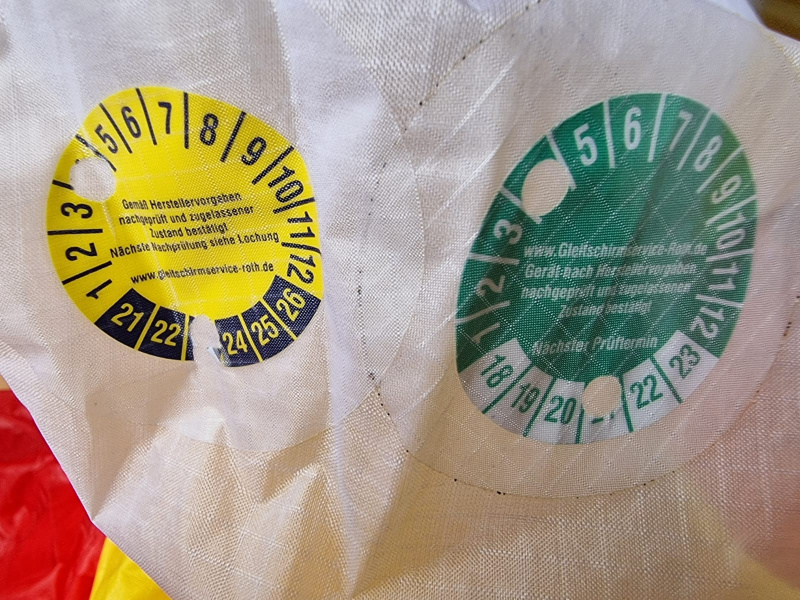 5 6 7 8 9 10 11 12
3
2
1
Gemäß Herstellervorgaben
nachgeprüft und zugelassener
Zustand bestätigt
Nächste Nachprüfung siehe Lochung
www.gleitschirmservice-roth.de
21 22 24 25 26
5 6 7 8 9 10 11 12
3
2
1
www.Gleitschirmservice-Roth.de
Gerät nach Herstellervorgaben
nachgeprüft und zugelassenen
Zustand bestätigt
Nächster Prüftermin
18 19 20 22 23